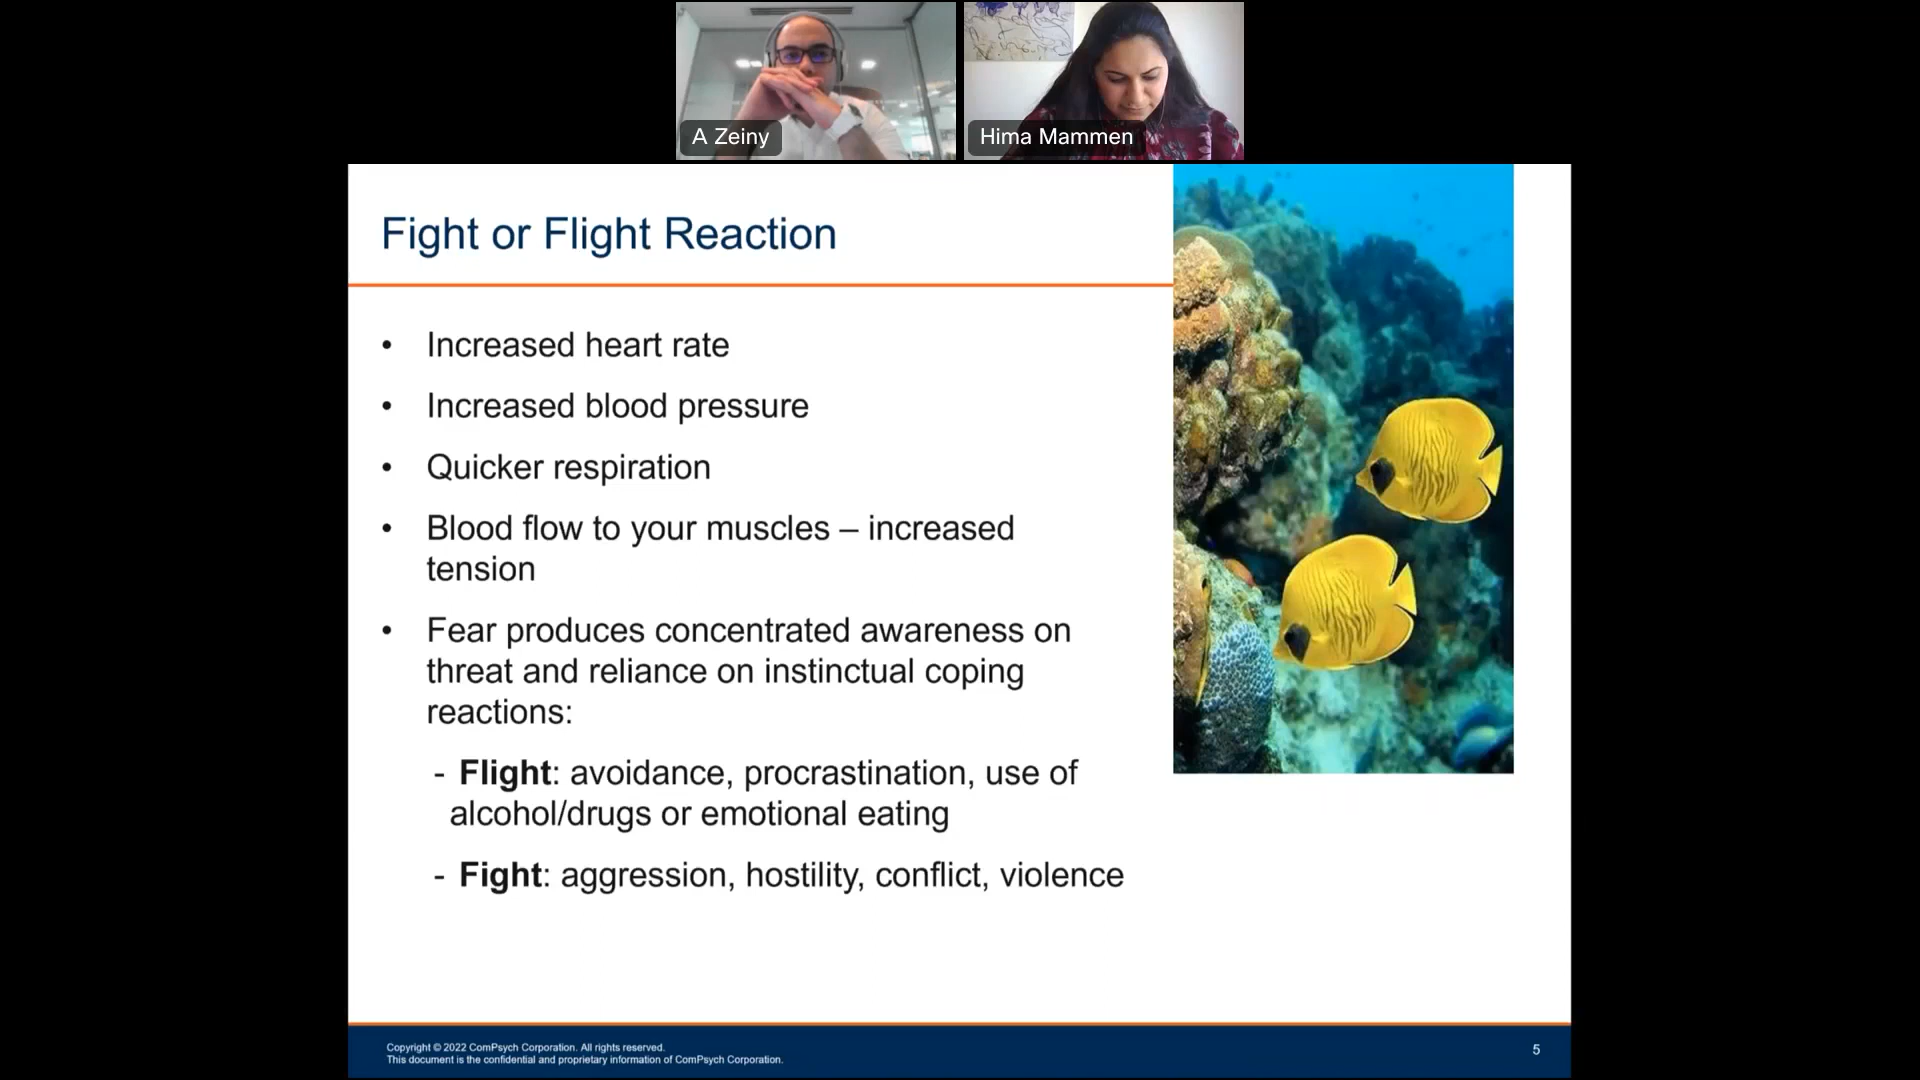 A Zeiny
Hima Mammen
Fight or Flight Reaction
• Increased heart rate
• Increased blood pressure
• Quicker respiration
• Blood flow to your muscles – increased
tension
• Fear produces concentrated awareness on
threat and reliance on instinctual coping
reactions:
- Flight: avoidance, procrastination, use of
alcohol/drugs or emotional eating
- Fight: aggression, hostility, conflict, violence
Copyright © 2022 ComPsych Corporation. All rights reserved.
This document is the confidential and proprietary information of ComPsych Corporation.
5